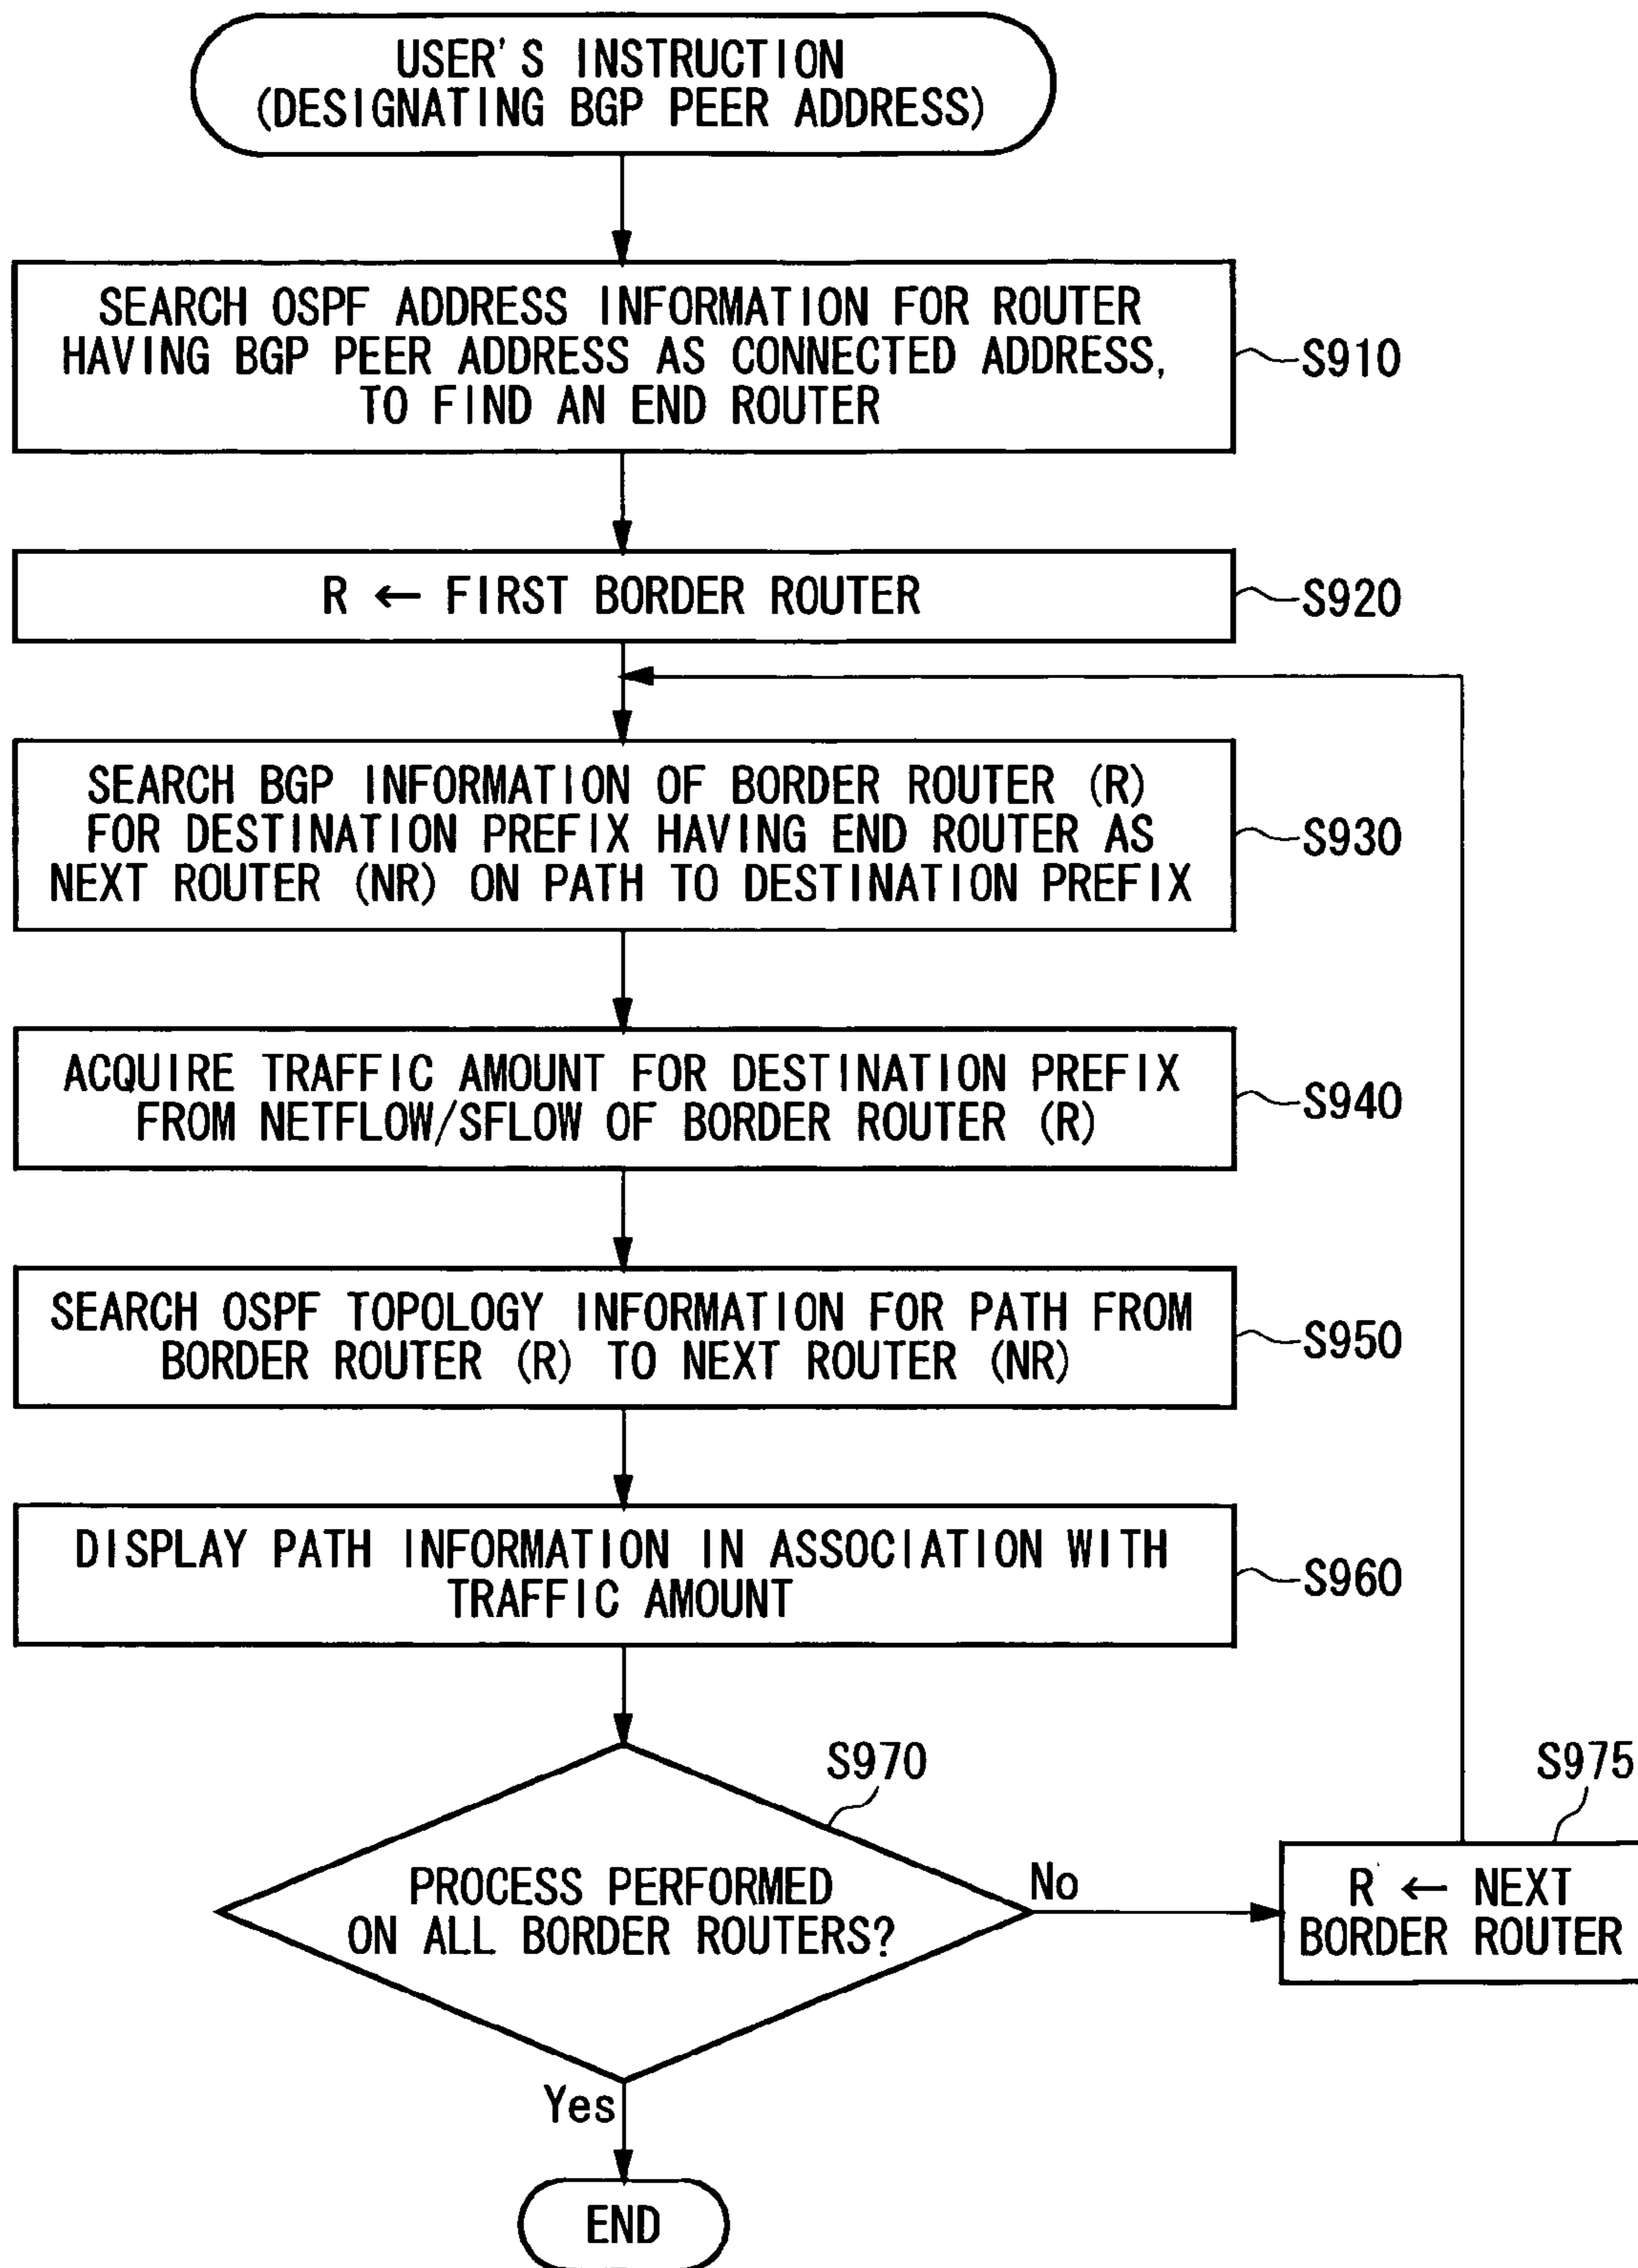 USER'S INSTRUCTION
(DESIGNATING BGP PEER ADDRESS)
SEARCH OSPF ADDRESS INFORMATION FOR ROUTER
HAVING BGP PEER ADDRESS AS CONNECTED ADDRESS,
TO FIND AN END ROUTER
S910
R ← FIRST BORDER ROUTER
S920
SEARCH BGP INFORMATION OF BORDER ROUTER (R)
FOR DESTINATION PREFIX HAVING END ROUTER AS
NEXT ROUTER (NR) ON PATH TO DESTINATION PREFIX
S930
ACQUIRE TRAFFIC AMOUNT FOR DESTINATION PREFIX
FROM NETFLOW/SFLOW OF BORDER ROUTER (R)
S940
SEARCH OSPF TOPOLOGY INFORMATION FOR PATH FROM
BORDER ROUTER (R) TO NEXT ROUTER (NR)
S950
DISPLAY PATH INFORMATION IN ASSOCIATION WITH
TRAFFIC AMOUNT
S960
S970
PROCESS PERFORMED
ON ALL BORDER ROUTERS?
No
S975
R ← NEXT
BORDER ROUTER
Yes
END